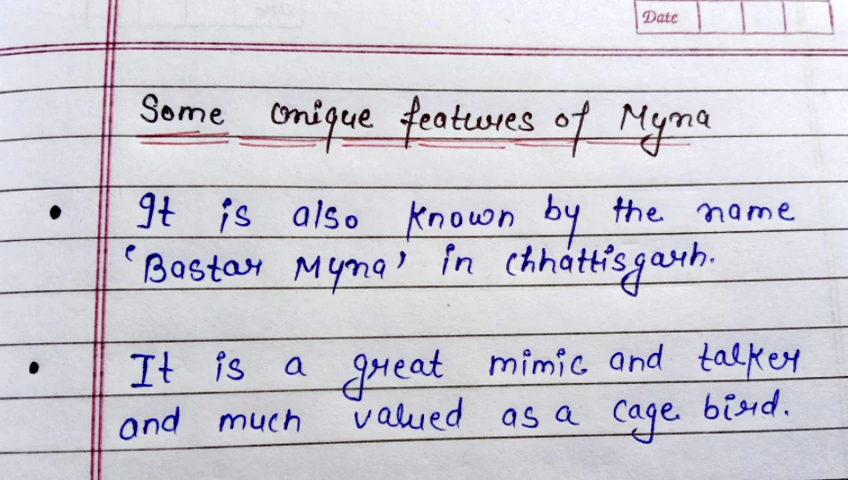 Date
Some unique features of Myna
• It is also known by the name
'Bastar Myna' in Chhattisgarh.
• It is a great mimic and talker
and much valued as a cage bird.